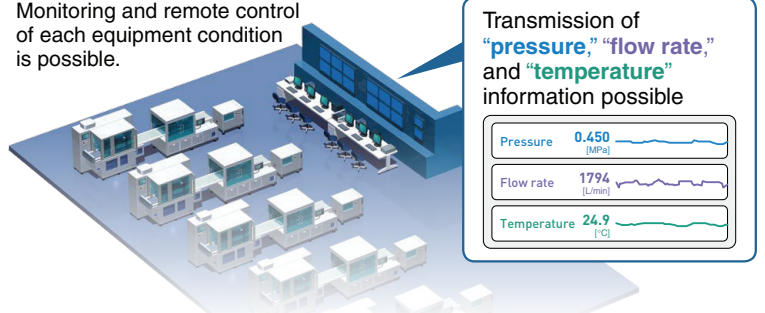 Monitoring and remote control
of each equipment condition
is possible.
Transmission of
“pressure,” “flow rate,”
and “temperature”
information possible
Pressure 0.450
[MPa]
Flow rate 1794
[L/min]
Temperature 24.9
[°C]